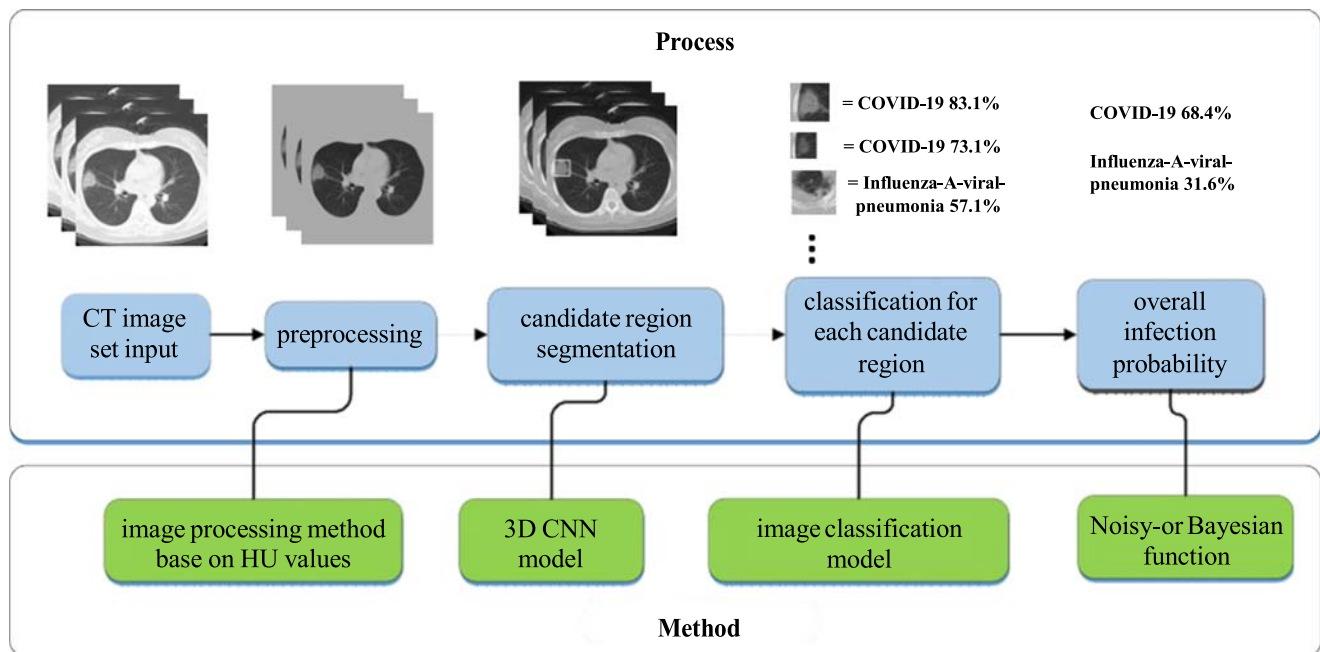 Process
= COVID-19 83.1%
= COVID-19 73.1%
= Influenza-A-viral-
pneumonia 57.1%
COVID-19 68.4%
Influenza-A-viral-
pneumonia 31.6%
CT image
set input
preprocessing
candidate region
segmentation
classification for
each candidate
region
overall
infection
probability
image processing method
base on HU values
3D CNN
model
image classification
model
Noisy-or Bayesian
function
Method